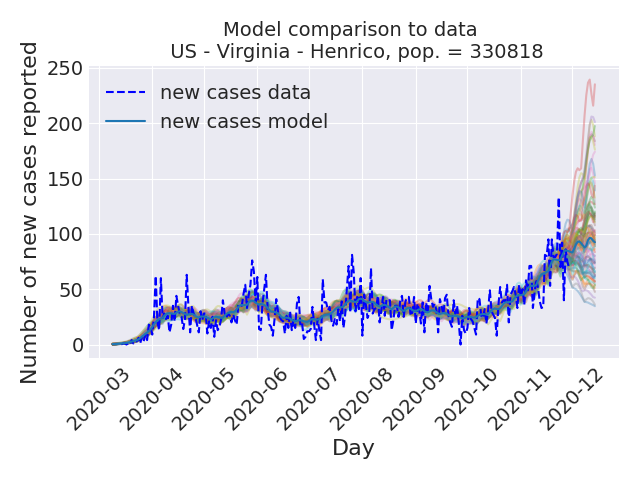 Model comparison to data
US - Virginia - Henrico, pop. = 330818
Number of new cases reported
250
200
150
100
50
0
new cases data
new cases model
2020-03
2020-04
2020-05
2020-06
2020-07
2020-08
2020-09
2020-10
2020-11
2020-12
Day